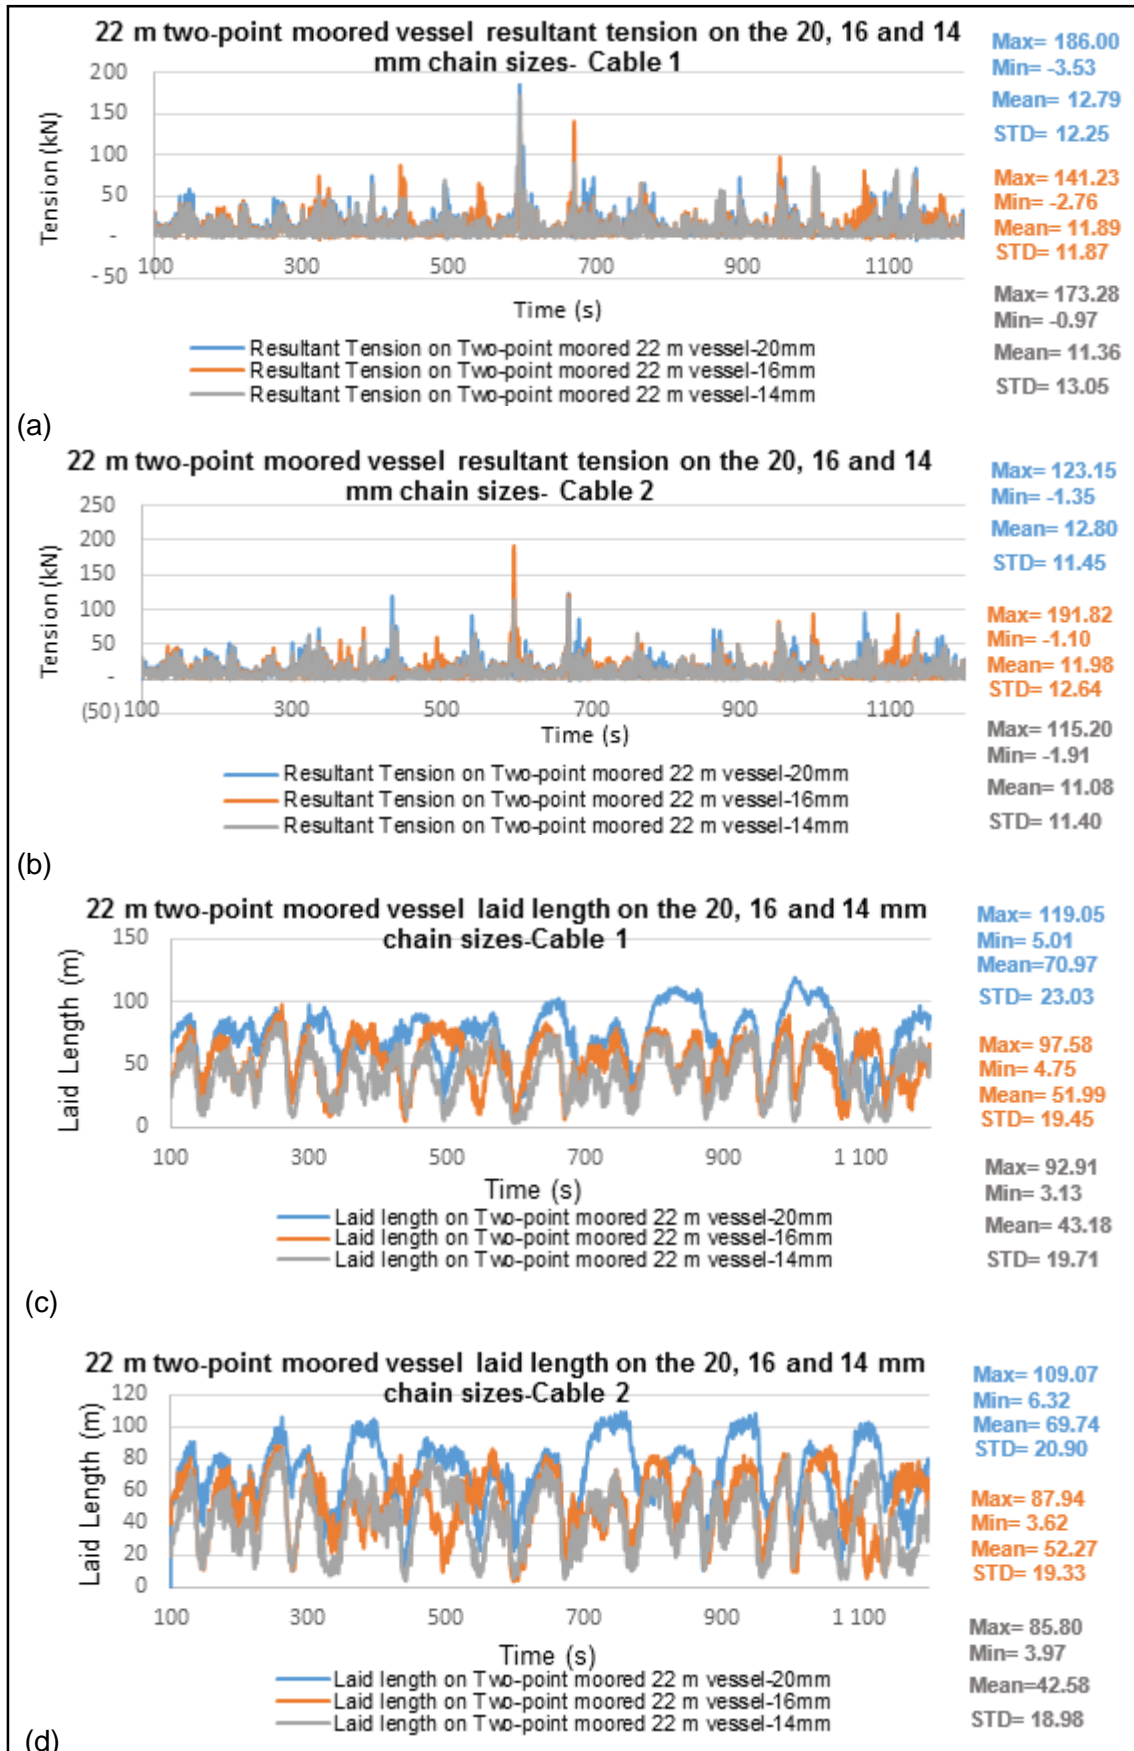 22 m two-point moored vessel resultant tension on the 20, 16 and 14
mm chain sizes- Cable 1
Tension (kN)
200
150
100
50
-
- 50
100
300
500
700
900
1100
Time (s)
Resultant Tension on Two-point moored 22 m vessel-20mm
Resultant Tension on Two-point moored 22 m vessel-16mm
Resultant Tension on Two-point moored 22 m vessel-14mm
Max= 186.00
Min= -3.53
Mean= 12.79
STD= 12.25
Max= 141.23
Min= -2.76
Mean= 11.89
STD= 11.87
Max= 173.28
Min= -0.97
Mean= 11.36
STD= 13.05
(a)
22 m two-point moored vessel resultant tension on the 20, 16 and 14
mm chain sizes- Cable 2
Tension (kN)
250
200
150
100
50
-
(50)
100
300
500
700
900
1100
Time (s)
Resultant Tension on Two-point moored 22 m vessel-20mm
Resultant Tension on Two-point moored 22 m vessel-16mm
Resultant Tension on Two-point moored 22 m vessel-14mm
Max= 123.15
Min= -1.35
Mean= 12.80
STD= 11.45
Max= 191.82
Min= -1.10
Mean= 11.98
STD= 12.64
Max= 115.20
Min= -1.91
Mean= 11.08
STD= 11.40
(b)
22 m two-point moored vessel laid length on the 20, 16 and 14 mm
chain sizes-Cable 1
Laid Length (m)
150
100
50
0
100
300
500
700
900
1 100
Time (s)
Laid length on Two-point moored 22 m vessel-20mm
Laid length on Two-point moored 22 m vessel-16mm
Laid length on Two-point moored 22 m vessel-14mm
Max= 119.05
Min= 5.01
Mean=70.97
STD= 23.03
Max= 97.58
Min= 4.75
Mean= 51.99
STD= 19.45
Max= 92.91
Min= 3.13
Mean= 43.18
STD= 19.71
(c)
22 m two-point moored vessel laid length on the 20, 16 and 14 mm
chain sizes-Cable 2
Laid Length (m)
120
100
80
60
40
20
0
100
300
500
700
900
1 100
Time (s)
Laid length on Two-point moored 22 m vessel-20mm
Laid length on Two-point moored 22 m vessel-16mm
Laid length on Two-point moored 22 m vessel-14mm
Max= 109.07
Min= 6.32
Mean= 69.74
STD= 20.90
Max= 87.94
Min= 3.62
Mean= 52.27
STD= 19.33
Max= 85.80
Min= 3.97
Mean=42.58
STD= 18.98
(d)